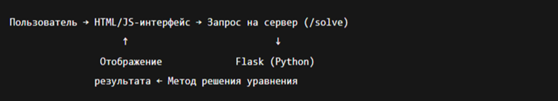 Пользователь → HTML/JS-интерфейс → Запрос на сервер (/solve)
↑ ↓
Отображение Flask (Python)
результата ← Метод решения уравнения